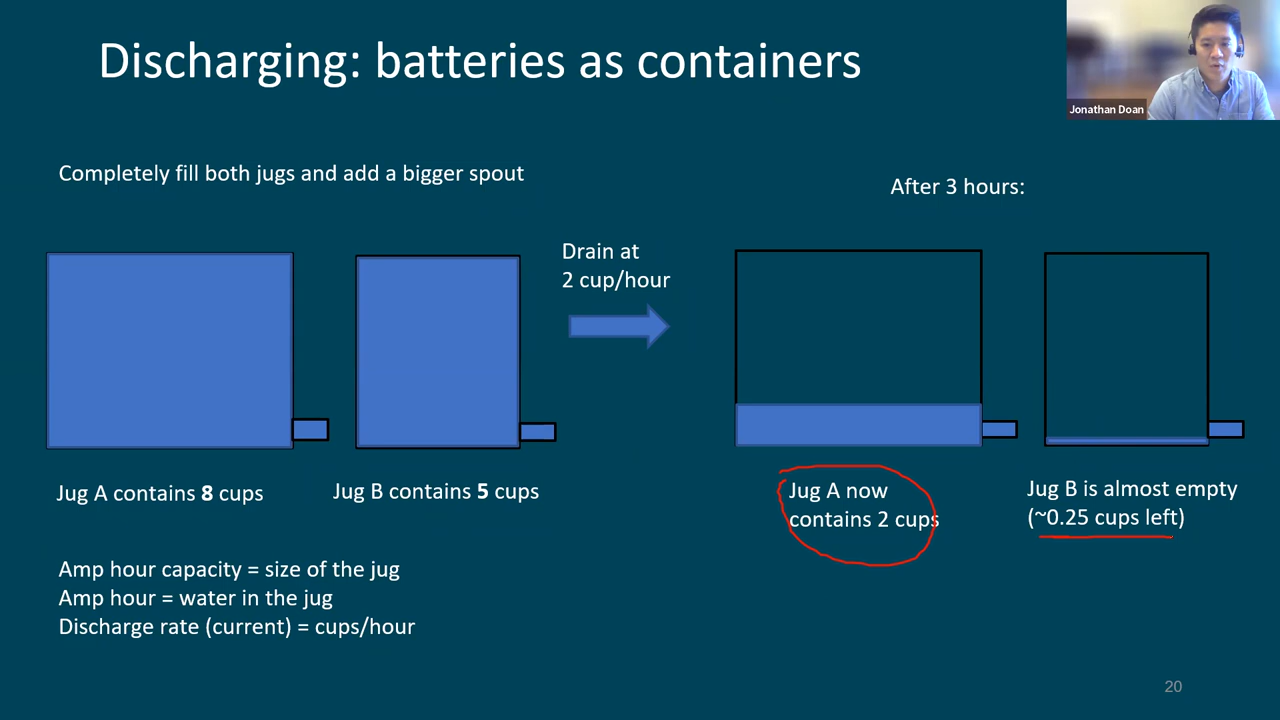 Discharging: batteries as containers
Jonathan Doan
Completely fill both jugs and add a bigger spout
After 3 hours:
Drain at
2 cup/hour
Jug A contains 8 cups
Jug B contains 5 cups
Jug A now
contains 2 cups
Jug B is almost empty
(~0.25 cups left)
Amp hour capacity = size of the jug
Amp hour = water in the jug
Discharge rate (current) = cups/hour
20